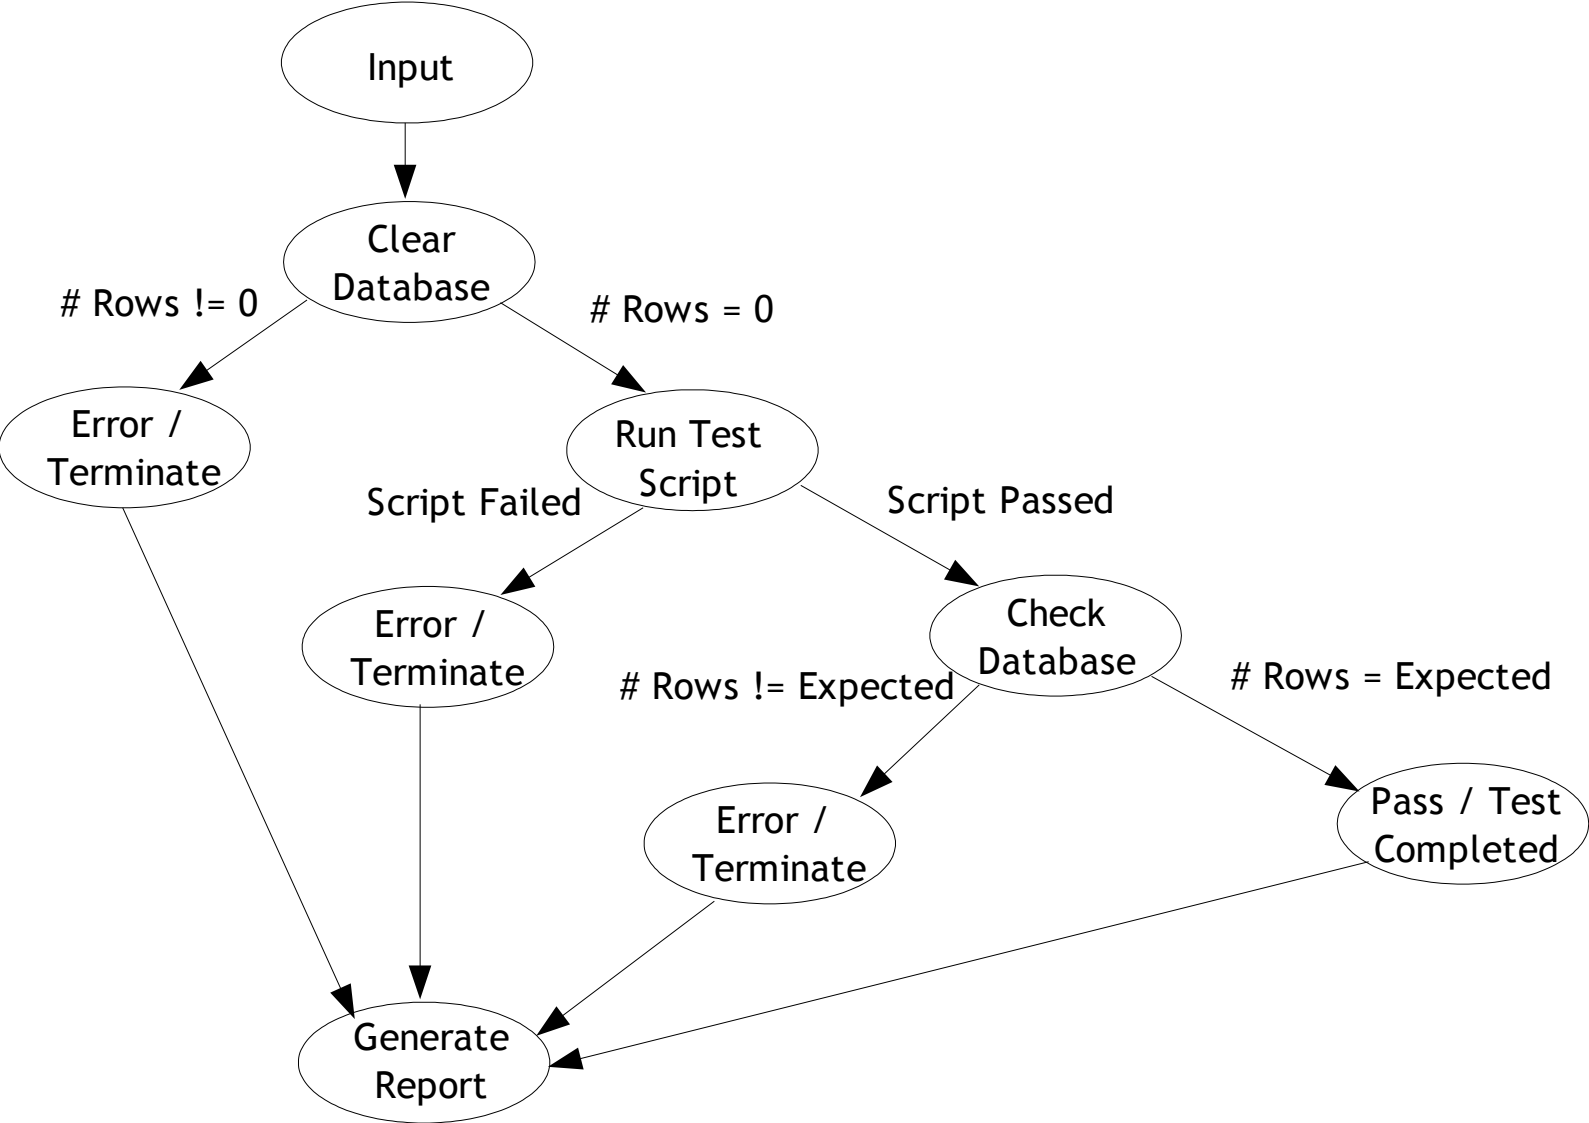 Input
Clear
Database
# Rows != 0
# Rows = 0
Error /
Terminate
Run Test
Script
Script Failed
Script Passed
Error /
Terminate
Check
Database
# Rows != Expected
# Rows = Expected
Error /
Terminate
Pass / Test
Completed
Generate
Report